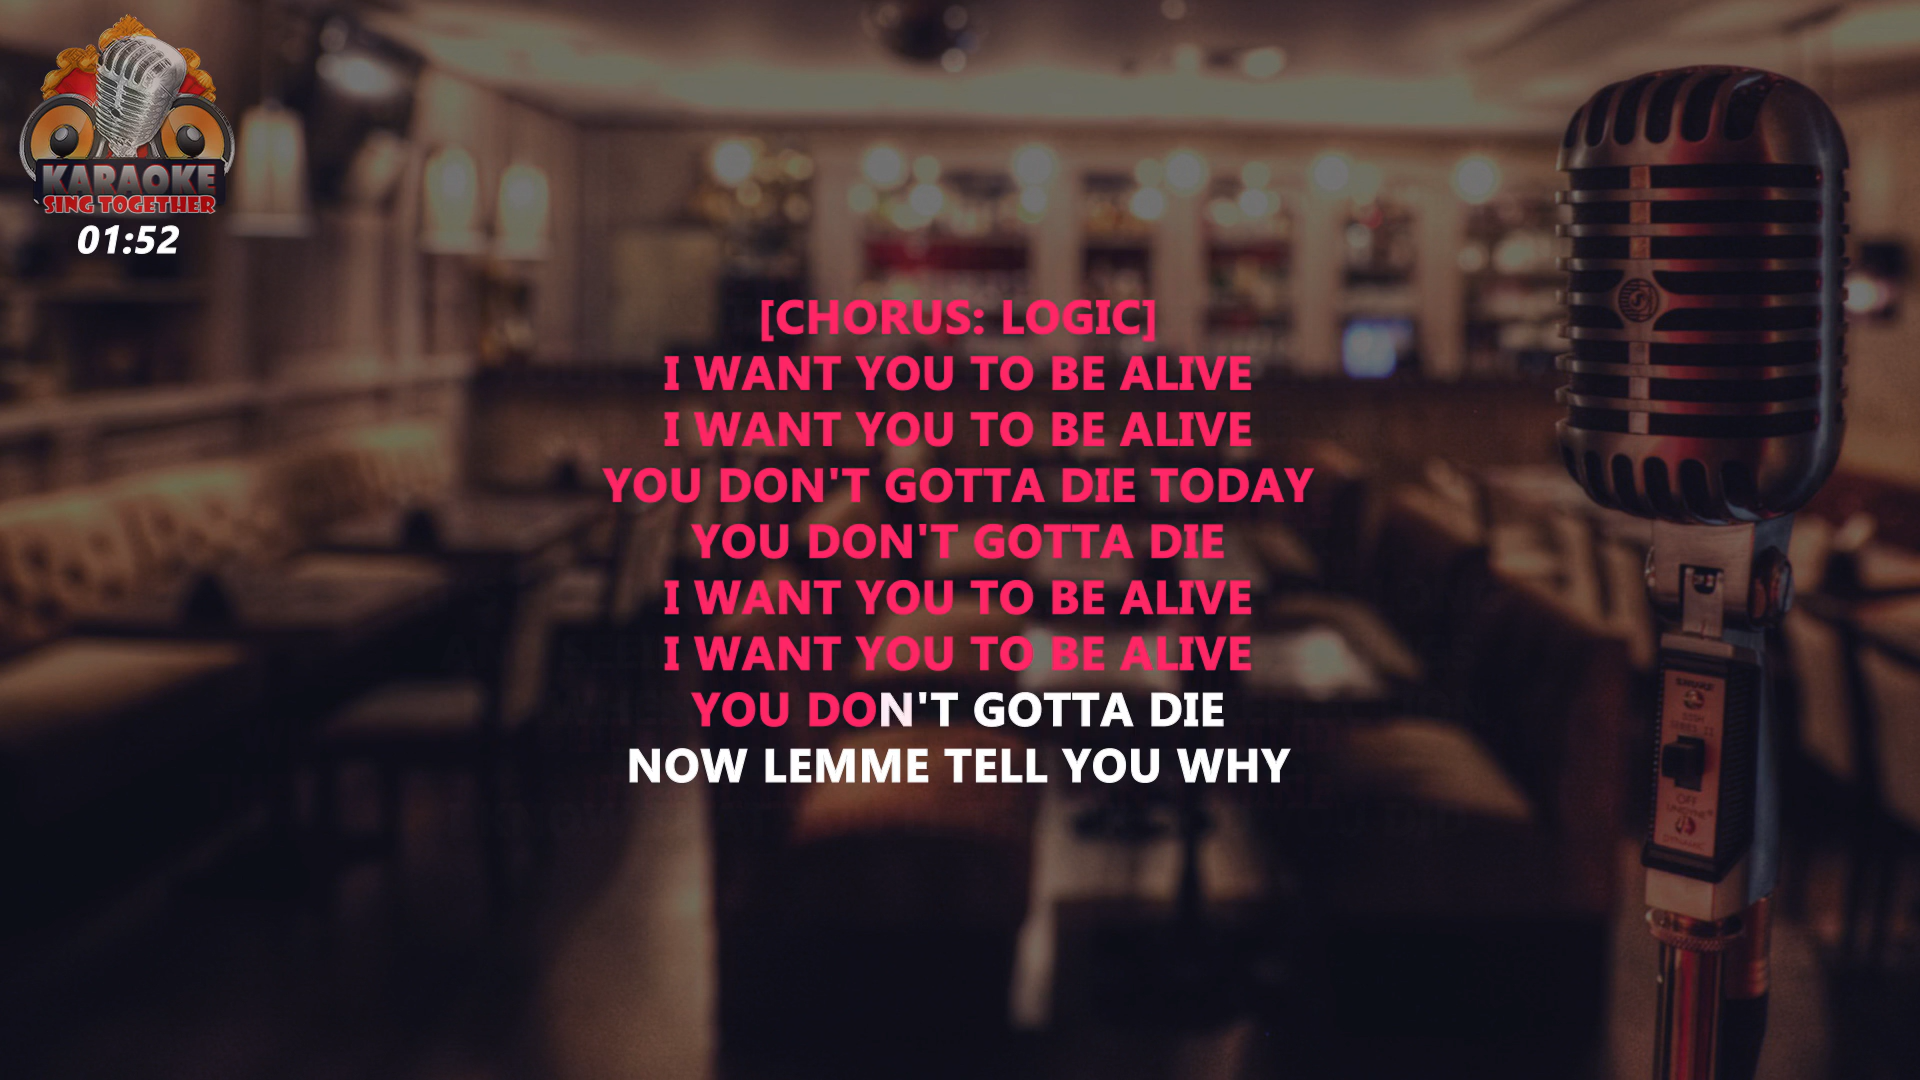 KARAOKE
SING TOGETHER
01:52
[CHORUS: LOGIC]
I WANT YOU TO BE ALIVE
I WANT YOU TO BE ALIVE
YOU DON'T GOTTA DIE TODAY
YOU DON'T GOTTA DIE
I WANT YOU TO BE ALIVE
I WANT YOU TO BE ALIVE
YOU DON'T GOTTA DIE
NOW LEMME TELL YOU WHY
OFF